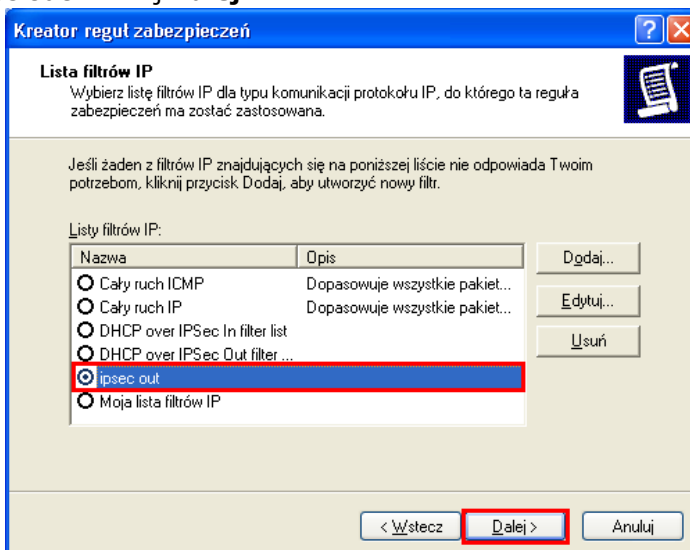 Kreator reguł zabezpieczeń
Lista filtrów IP
Wybierz listę filtrów IP dla typu komunikacji protokołu IP, do którego ta reguła
zabezpieczeń ma zostać zastosowana.
Jeśli żaden z filtrów IP znajdujących się na poniższej liście nie odpowiada Twoim
potrzebom, kliknij przycisk Dodaj, aby utworzyć nowy filtr.
Listy filtrów IP:
Nazwa Opis
Cały ruch ICMP Dopasowuje wszystkie pakiet...
Cały ruch IP Dopasowuje wszystkie pakiet...
DHCP over IPSec In filter list
DHCP over IPSec Out filter ...
ipsec out
Moja lista filtrów IP
Dodaj...
Edytuj...
Usuń
< Wstecz Dalej > Anuluj